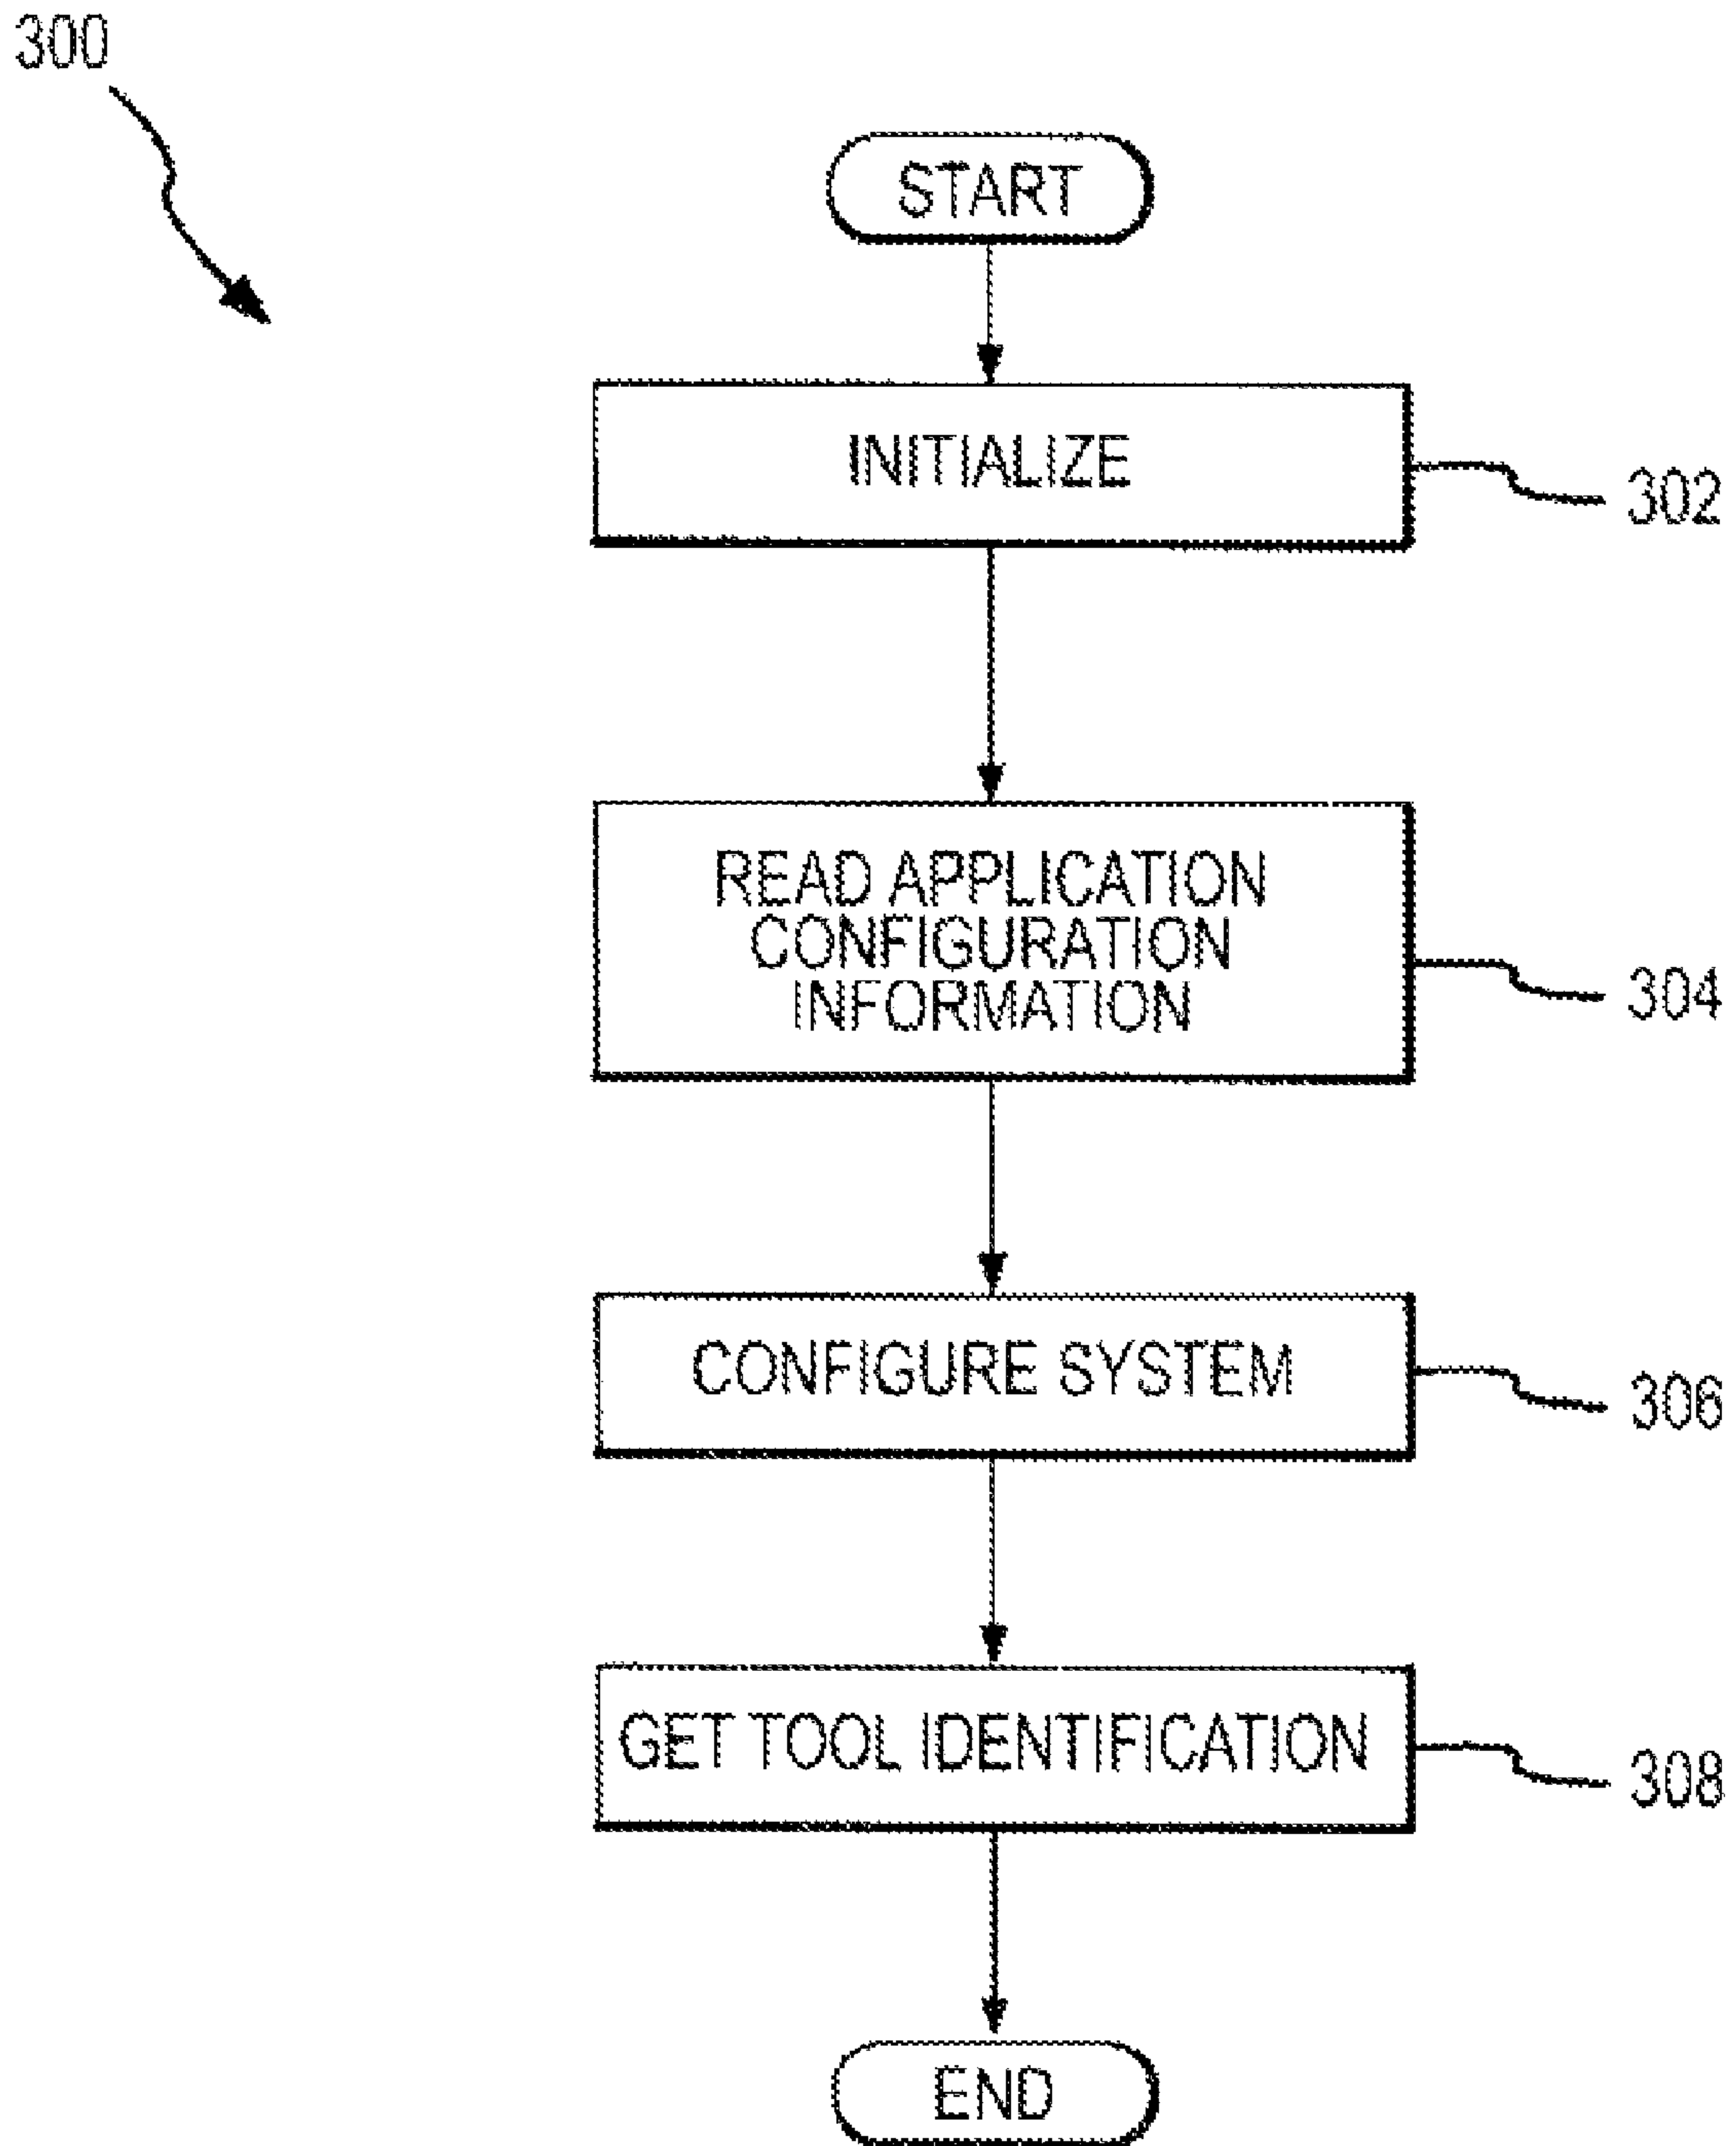 300
START
INITIALIZE
302
READ APPLICATION
CONFIGURATION
INFORMATION
304
CONFIGURE SYSTEM
306
GET TOOL IDENTIFICATION
308
END